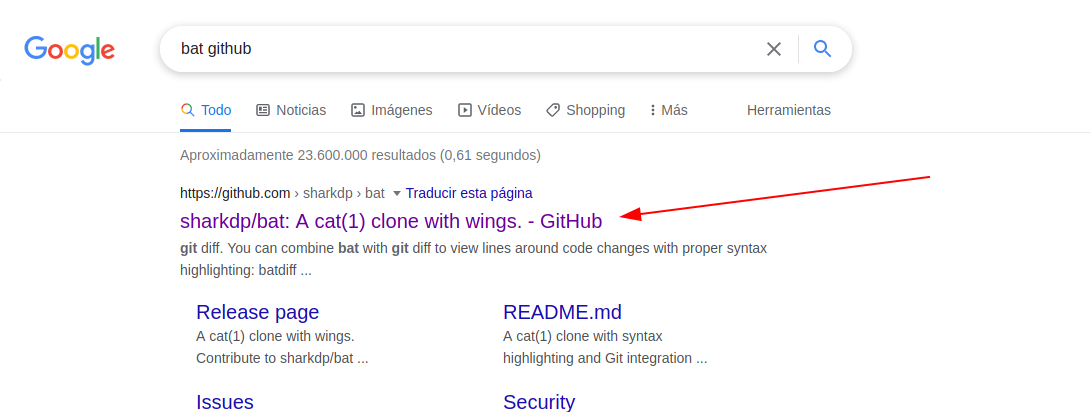 Google
bat github
Todo Noticias Imágenes Vídeos Shopping Más Herramientas
Aproximadamente 23.600.000 resultados (0,61 segundos)
https://github.com › sharkdp › bat Traducir esta página
sharkdp/bat: A cat(1) clone with wings. - GitHub
git diff. You can combine bat with git diff to view lines around code changes with proper syntax
highlighting: batdiff ...
Release page
A cat(1) clone with wings.
Contribute to sharkdp/bat ...
README.md
A cat(1) clone with syntax
highlighting and Git integration ...
Issues
Security